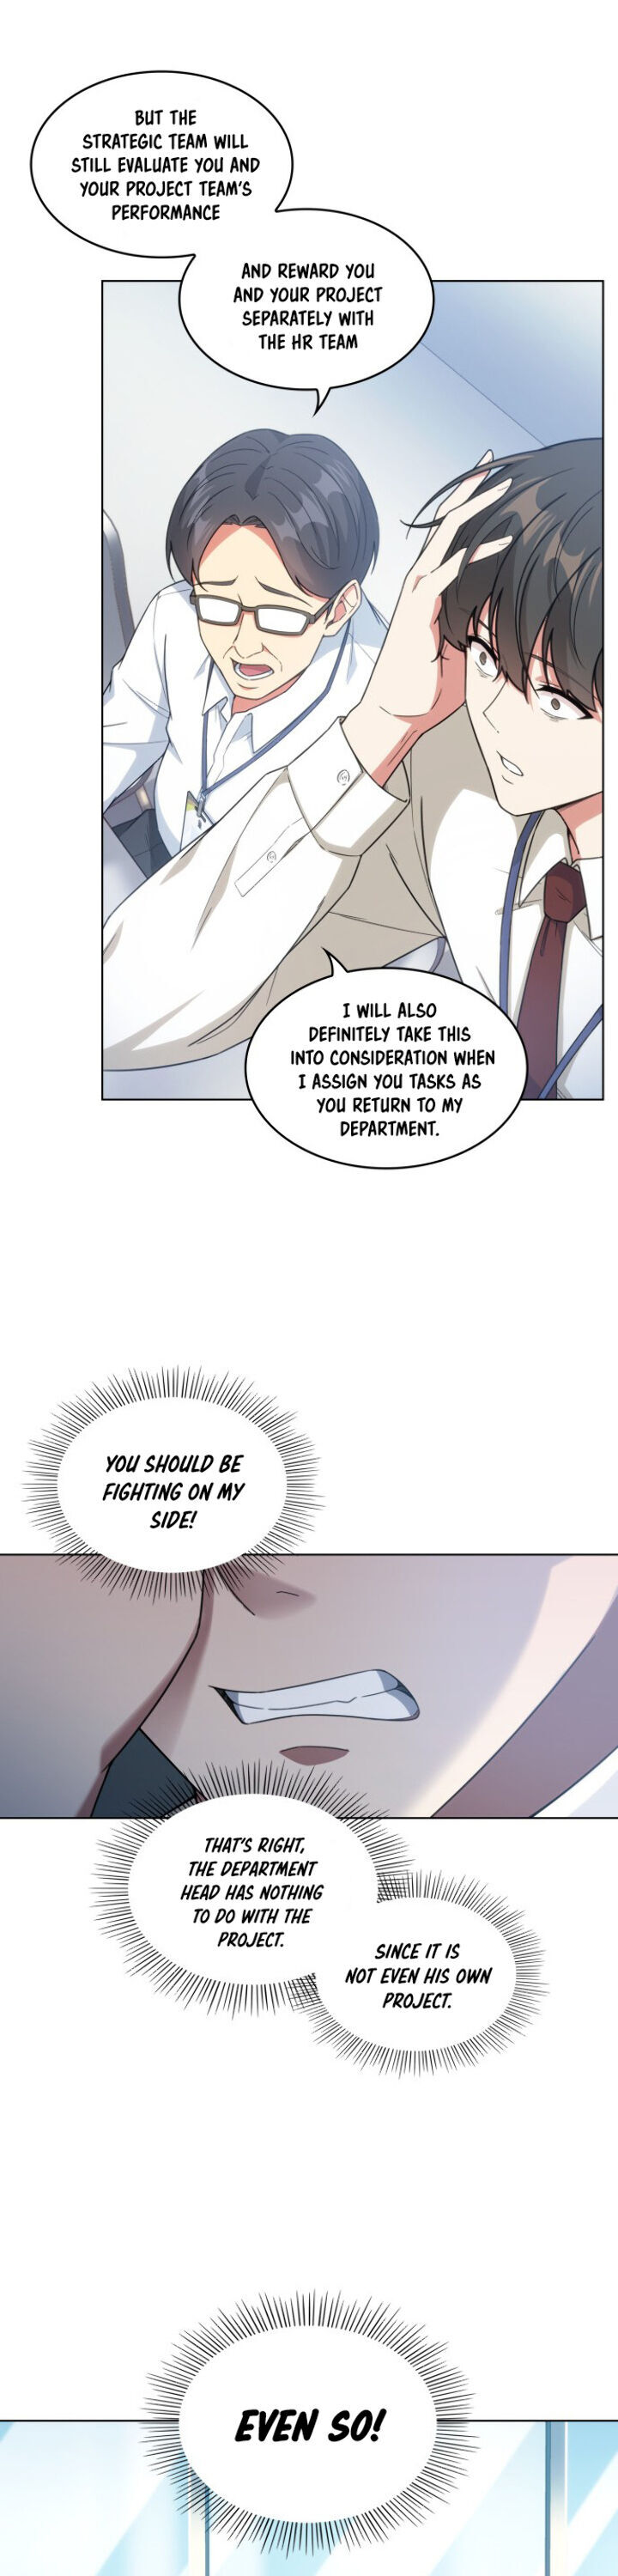 BUT THE
STRATEGIC TEAM WILL
STILL EVALUATE YOU AND
YOUR PROJECT TEAM'S
PERFORMANCE
AND REWARD YOU
AND YOUR PROJECT
SEPARATELY WITH
THE HR TEAM
I WILL ALSO
DEFINITELY TAKE THIS
INTO CONSIDERATION WHEN
I ASSIGN YOU TASKS AS
YOU RETURN TO MY
DEPARTMENT.
YOU SHOULD BE
FIGHTING ON MY
SIDE!
THAT'S RIGHT,
THE DEPARTMENT
HEAD HAS NOTHING
TO DO WITH THE
PROJECT.
SINCE IT IS
NOT EVEN HIS OWN
PROJECT.
EVEN SO!